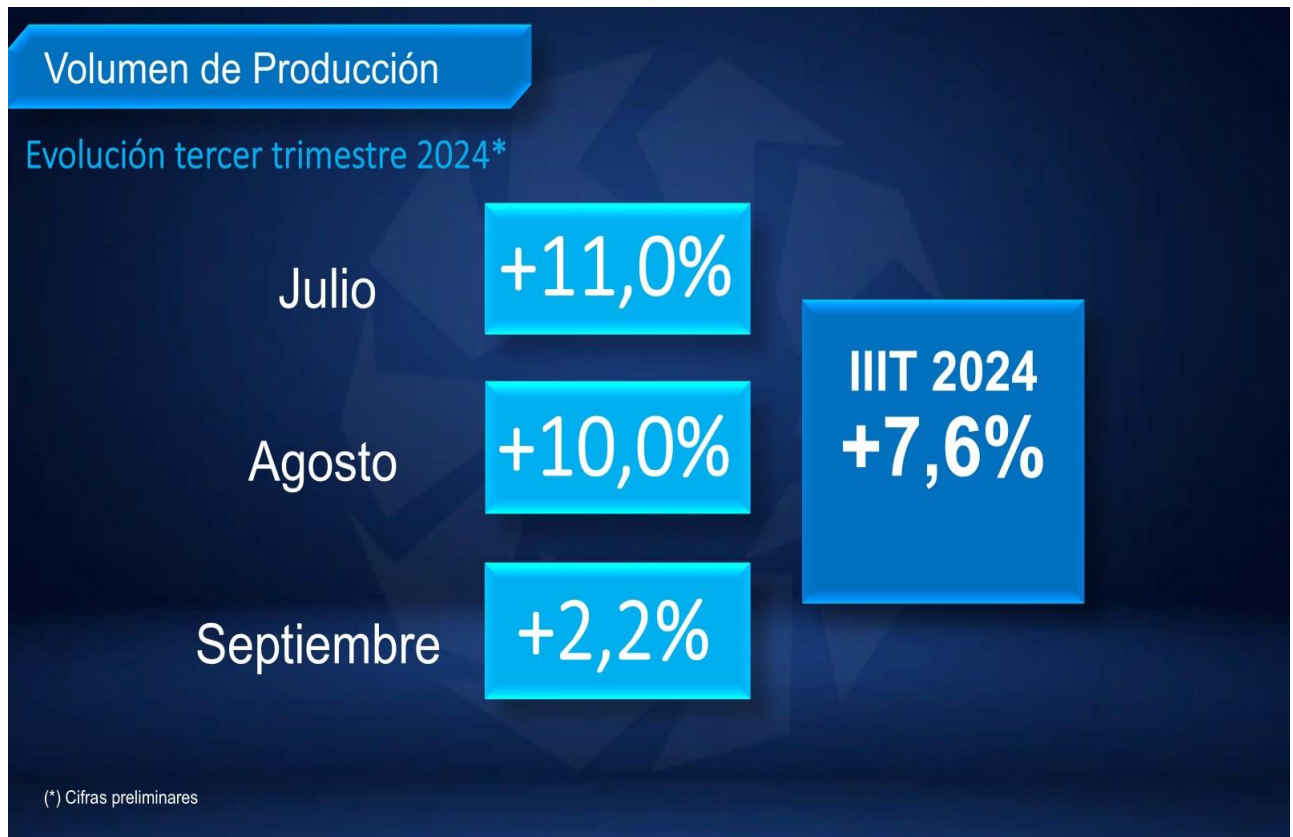 Volumen de Producción
Evolución tercer trimestre 2024*
Julio
+11,0%
Agosto
+10,0%
Septiembre
+2,2%
IIIT 2024
+7,6%
(*) Cifras preliminares